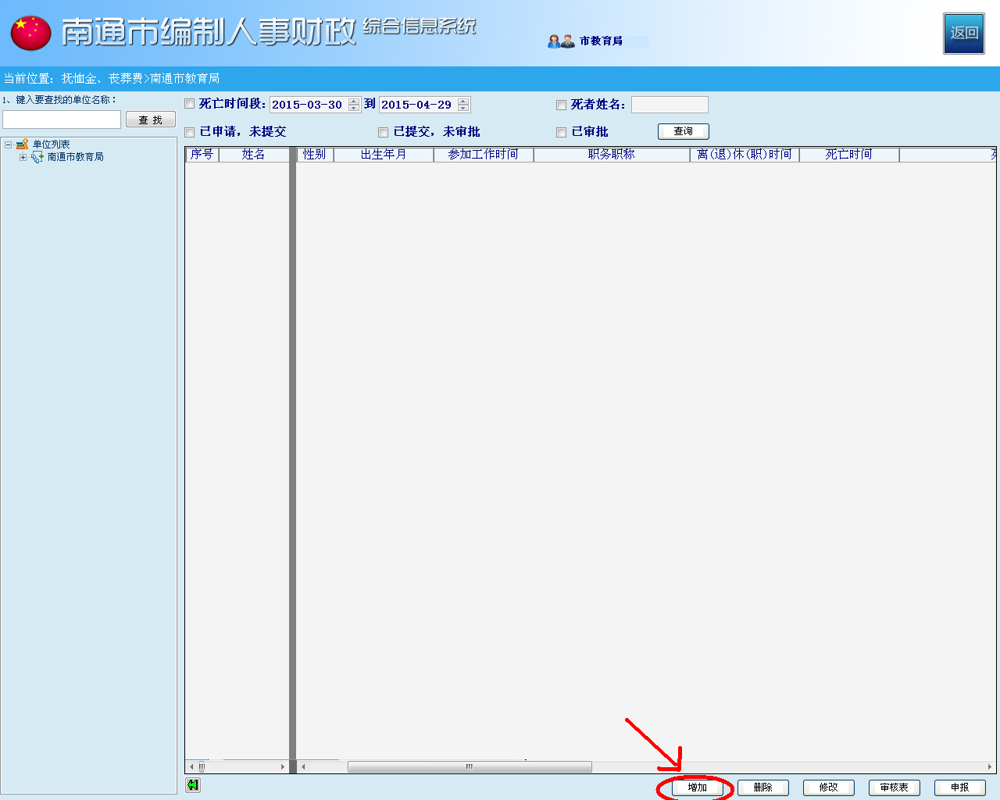 南通市编制人事财政综合信息系统
市教育局
返回
当前位置：抚恤金、丧葬费>南通市教育局
1、键入要查找的单位名称：
查 找
单位列表
南通市教育局
死亡时间段：2015-03-30 到 2015-04-29 死者姓名：
已申请，未提交 已提交，未审批 已审批 查询
序号 姓名 性别 出生年月 参加工作时间 职务职称 离(退)休(职)时间 死亡时间
增加 删除 修改 审核表 申报